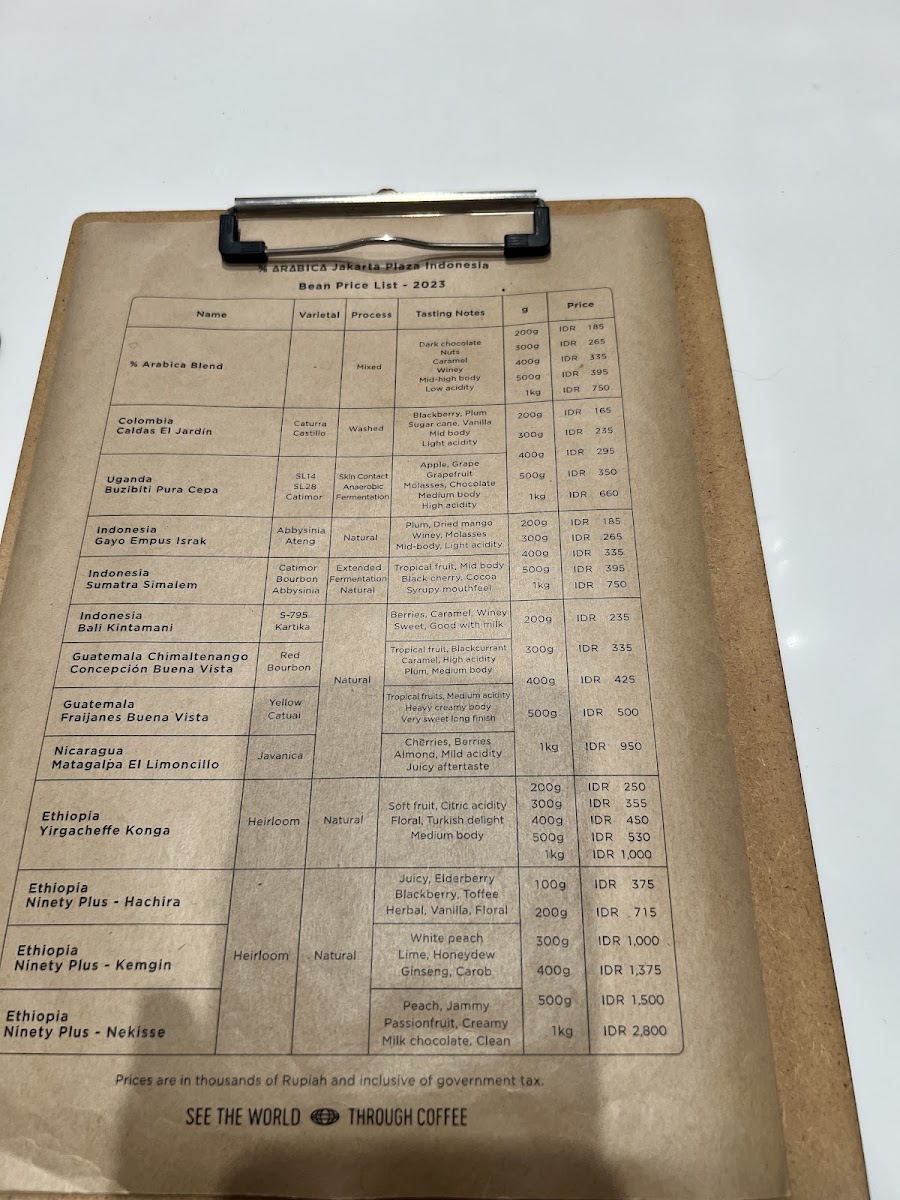 % ARABICA Jakarta Plaza Indonesia
Bean Price List - 2023
Name Varietal Process Tasting Notes g Price
% Arabica Blend - Mixed
Dark chocolate
Nuts
Caramel
Winey
Mid-high body
Low acidity
200g IDR 185
300g IDR 265
400g IDR 335
500g IDR 395
1kg IDR 750
Colombia
Caldas El Jardín
Caturra
Castillo
Washed
Blackberry, Plum
Sugar cane, Vanilla
Mid body
Light acidity
Uganda
Buzibiti Pura Cepa
SL14
SL28
Catimor
Skin Contact
Anaerobic
Fermentation
Apple, Grape
Grapefruit
Molasses, Chocolate
Medium body
High acidity
200g IDR 165
300g IDR 235
400g IDR 295
500g IDR 350
1kg IDR 660
Indonesia
Gayo Empus Israk
Abbysinia
Ateng
Natural
Plum, Dried mango
Winey, Molasses
Mid-body, Light acidity
Indonesia
Sumatra Simalem
Catimor
Bourbon
Abyssinia
Extended
Fermentation
Natural
Tropical fruit, Mid body
Black cherry, Cocoa
Syrupy mouthfeel
200g IDR 185
300g IDR 265
400g IDR 335
500g IDR 395
1kg IDR 750
Indonesia
Bali Kintamani
S-795
Kartika
Berries, Caramel, Winey
Sweet, Good with milk
Guatemala Chimaltenango
Concepción Buena Vista
Red
Bourbon
Natural
Tropical fruit, Blackcurrant
Caramel, High acidity
Plum, Medium body
Guatemala
Fraijanes Buena Vista
Yellow
Catual
Tropical fruits, Medium acidity
Heavy creamy body
Very sweet long finish
Nicaragua
Matagalpa El Limoncillo
Javanica
Cherries, Berries
Almond, Mild acidity
Juicy aftertaste
200g IDR 235
300g IDR 335
400g IDR 425
500g IDR 500
1kg IDR 950
Ethiopia
Yirgacheffe Konga
Heirloom
Natural
Soft fruit, Citric acidity
Floral, Turkish delight
Medium body
200g IDR 250
300g IDR 355
400g IDR 450
500g IDR 530
1kg IDR 1,000
Ethiopia
Ninety Plus - Hachira
Juicy, Elderberry
Blackberry, Toffee
Herbal, Vanilla, Floral
Ethiopia
Ninety Plus - Kemgin
Heirloom
Natural
White peach
Lime, Honeydew
Ginseng, Carob
Ethiopia
Ninety Plus - Nekisse
Peach, Jammy
Passionfruit, Creamy
Milk chocolate, Clean
100g IDR 375
200g IDR 715
300g IDR 1,000
400g IDR 1,375
500g IDR 1,500
1kg IDR 2,800
Prices are in thousands of Rupiah and inclusive of government tax.
SEE THE WORLD THROUGH COFFEE